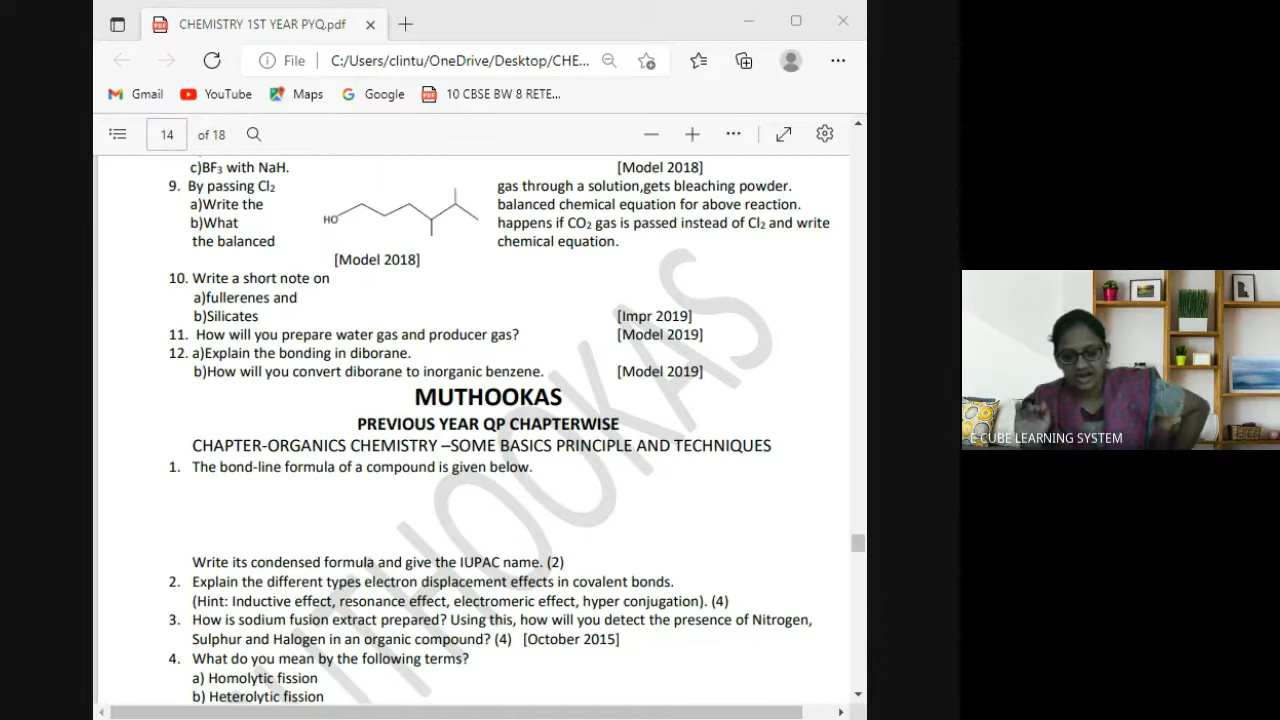 CHEMISTRY 1ST YEAR PYQ.pdf
File C:/Users/clintu/OneDrive/Desktop/CHE...
Gmail YouTube Maps Google 10 CBSE BW 8 RETE...
14 of 18
c)BF3 with NaH. [Model 2018]
9. By passing Cl2 gas through a solution,gets bleaching powder.
a)Write the balanced chemical equation for above reaction.
HO
b)What happens if CO2 gas is passed instead of Cl2 and write
the balanced chemical equation.
[Model 2018]
10. Write a short note on
a)fullerenes and
b)Silicates [Impr 2019]
11. How will you prepare water gas and producer gas? [Model 2019]
12. a)Explain the bonding in diborane.
b)How will you convert diborane to inorganic benzene. [Model 2019]
MUTHOOKAS
PREVIOUS YEAR QP CHAPTERWISE
CHAPTER-ORGANICS CHEMISTRY –SOME BASICS PRINCIPLE AND TECHNIQUES
1. The bond-line formula of a compound is given below.
Write its condensed formula and give the IUPAC name. (2)
2. Explain the different types electron displacement effects in covalent bonds.
(Hint: Inductive effect, resonance effect, electromeric effect, hyper conjugation). (4)
3. How is sodium fusion extract prepared? Using this, how will you detect the presence of Nitrogen,
Sulphur and Halogen in an organic compound? (4) [October 2015]
4. What do you mean by the following terms?
a) Homolytic fission
b) Heterolytic fission
MUTHOOKAS
E CUBE LEARNING SYSTEM